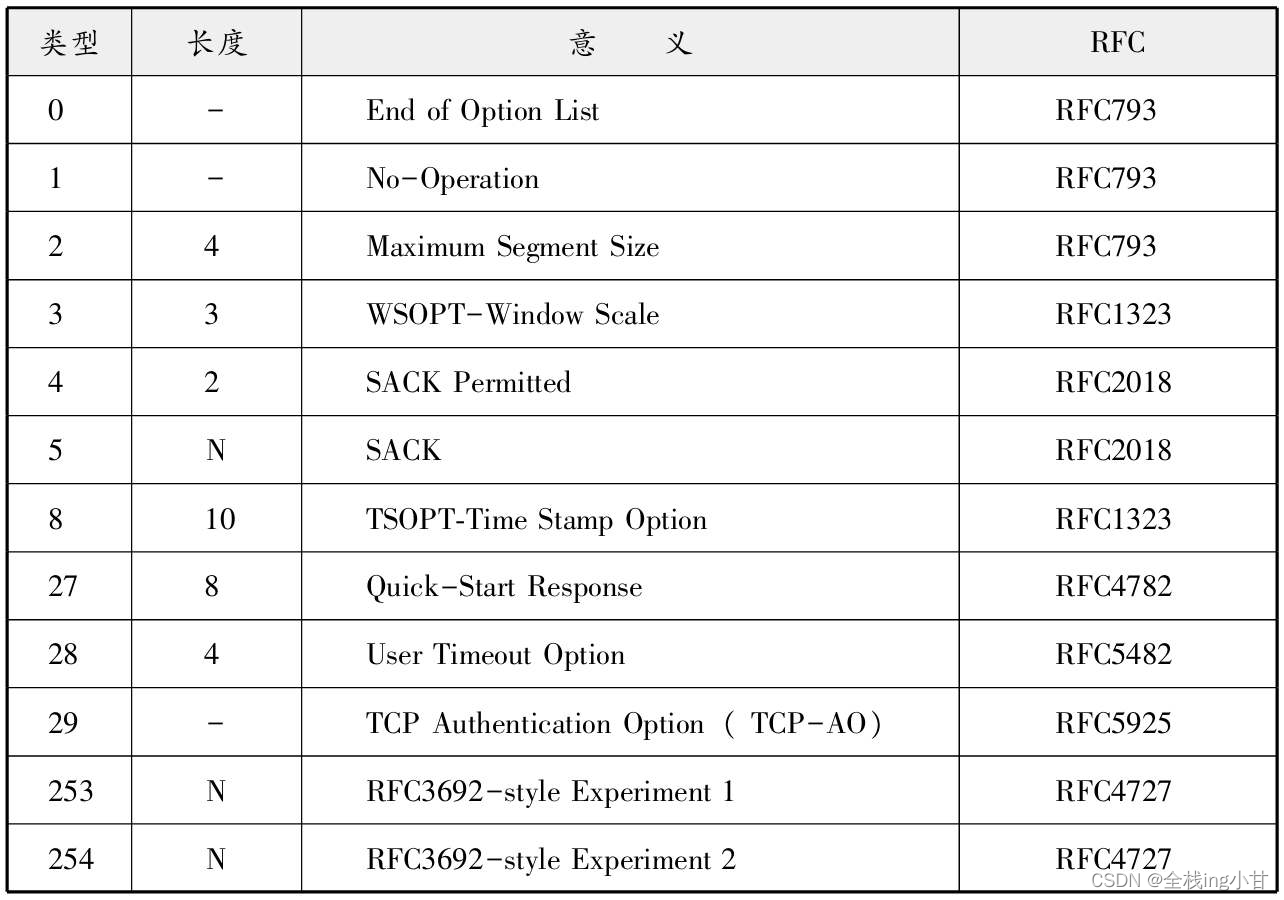 类型 长度 意 义 RFC
0 - End of Option List RFC793
1 - No-Operation RFC793
2 4 Maximum Segment Size RFC793
3 3 WSOPT-Window Scale RFC1323
4 2 SACK Permitted RFC2018
5 N SACK RFC2018
8 10 TSOPT-Time Stamp Option RFC1323
27 8 Quick-Start Response RFC4782
28 4 User Timeout Option RFC5482
29 - TCP Authentication Option ( TCP-AO) RFC5925
253 N RFC3692-style Experiment 1 RFC4727
254 N RFC3692-style Experiment 2 RFC4727
CSDN @全栈ing小甘